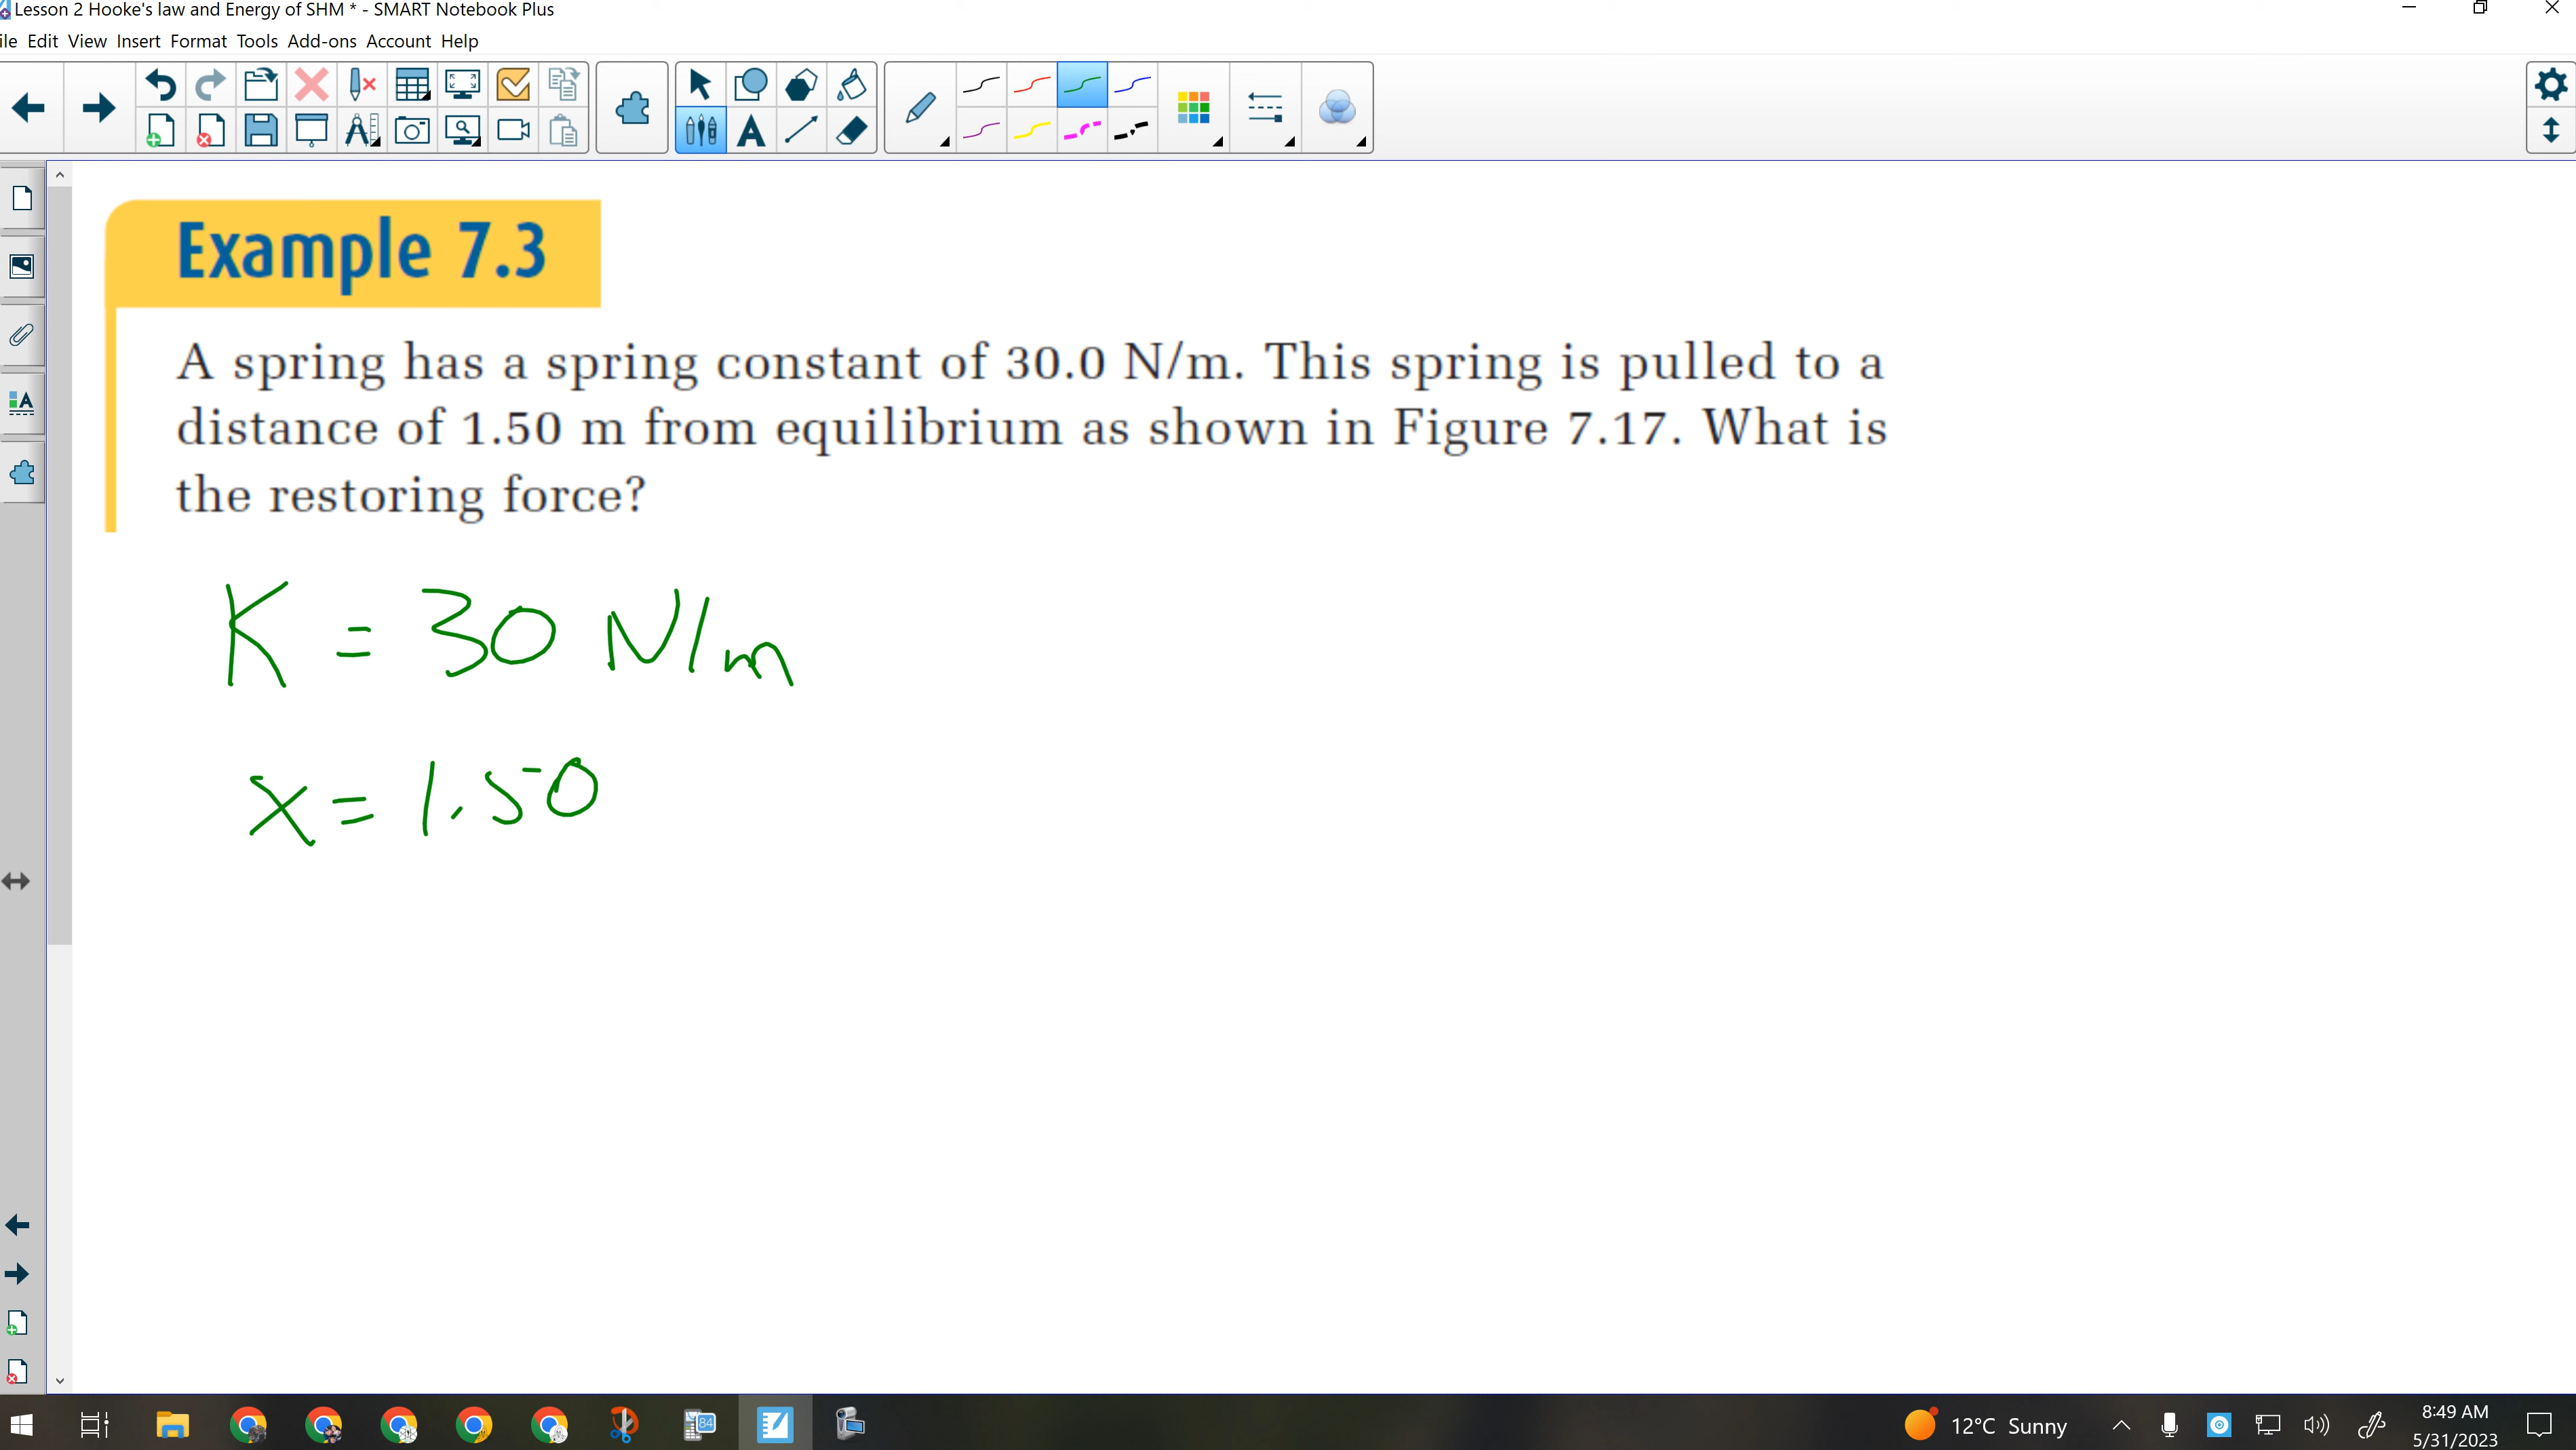 Lesson 2 Hooke's law and Energy of SHM * - SMART Notebook Plus
ile Edit View Insert Format Tools Add-ons Account Help
Example 7.3
A spring has a spring constant of 30.0 N/m. This spring is pulled to a
distance of 1.50 m from equilibrium as shown in Figure 7.17. What is
the restoring force?
K = 30 N/m
x = 1.50
84
12°C Sunny
8:49 AM
5/31/2023